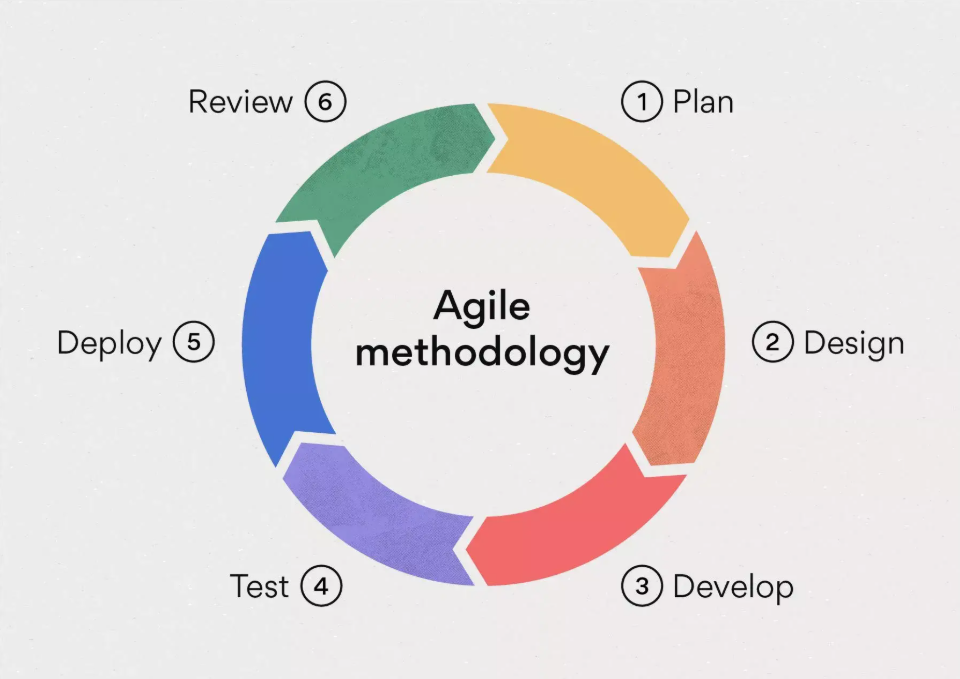 Agile
methodology
1 Plan
2 Design
3 Develop
4 Test
5 Deploy
6 Review